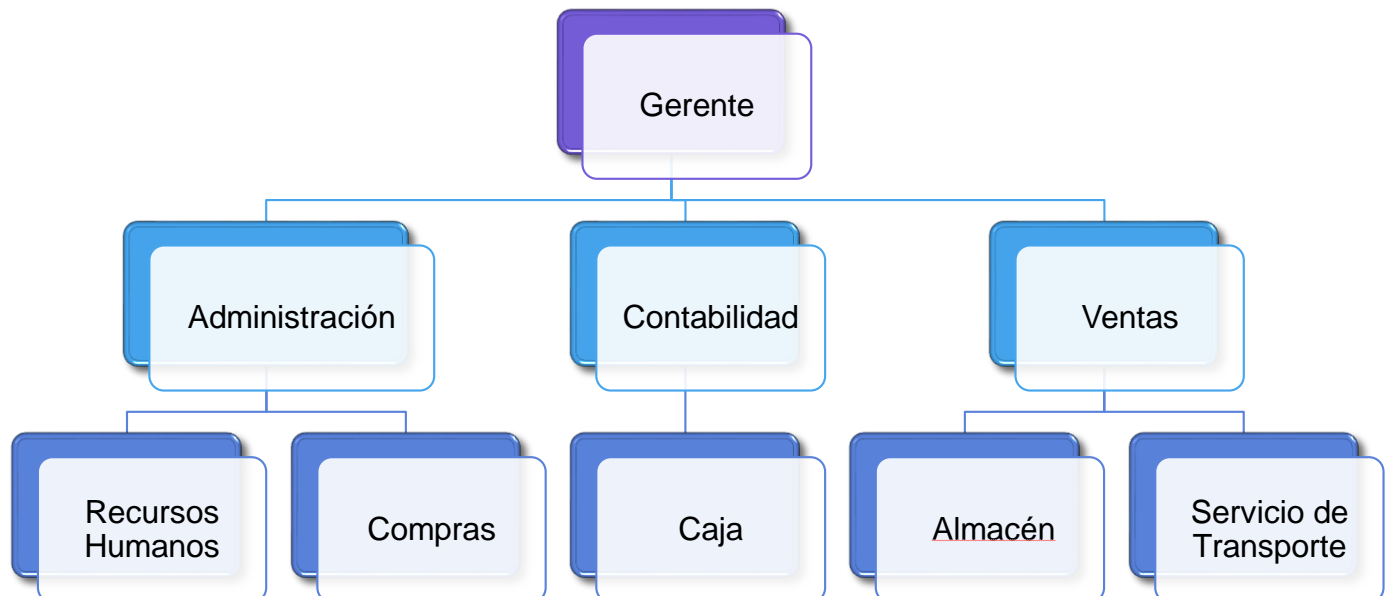 Gerente
Administración
Contabilidad
Ventas
Recursos
Humanos
Compras
Caja
Almacén
Servicio de
Transporte